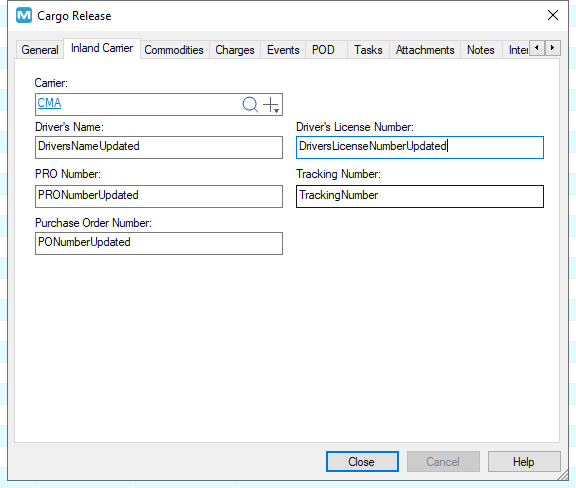 Cargo Release
General Inland Carrier Commodities Charges Events POD Tasks Attachments Notes Inter
Carrier:
CMA
Driver's Name: Driver's License Number:
DriversNameUpdated DriversLicenseNumberUpdated
PRO Number: Tracking Number:
PRONumberUpdated TrackingNumber
Purchase Order Number:
PONumberUpdated
Close Cancel Help